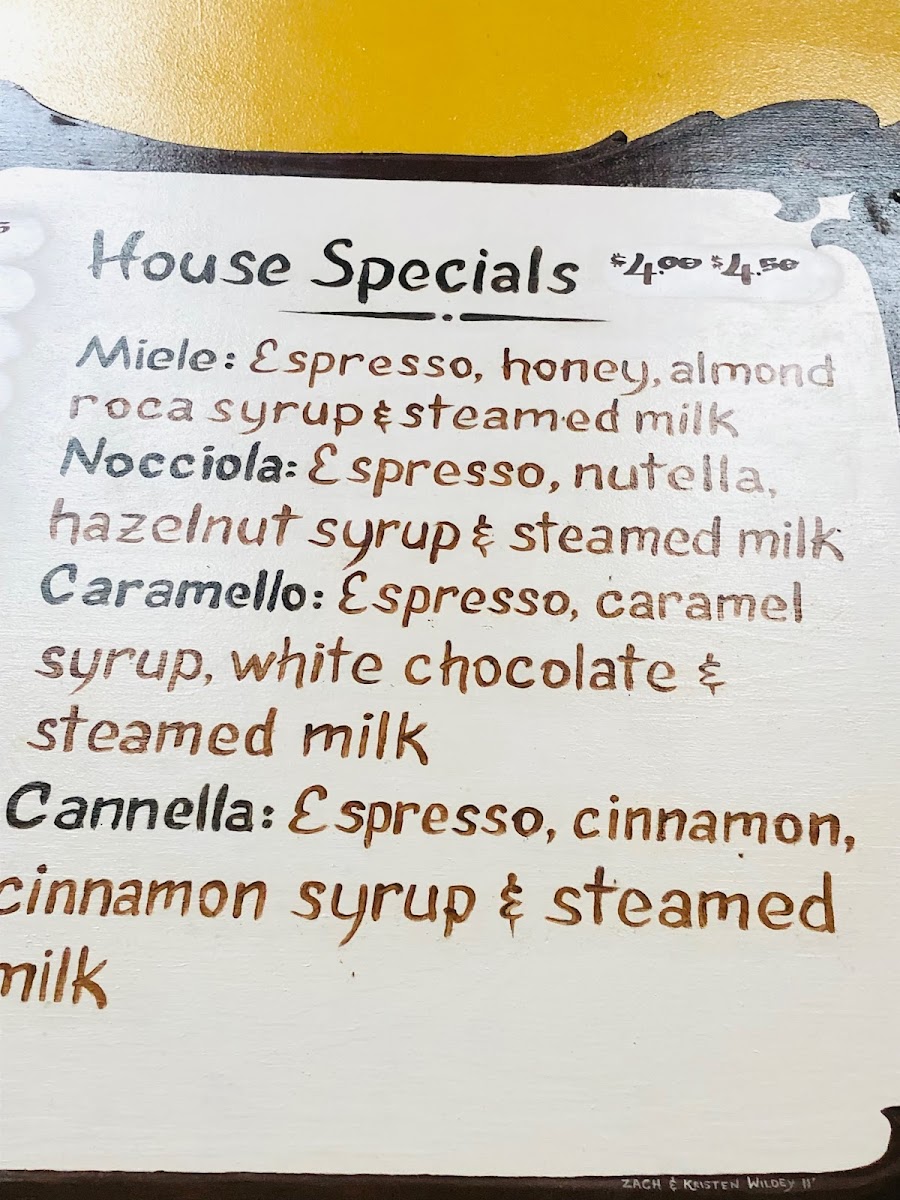 House Specials $4.00 $4.50
Miele: Espresso, honey, almond
roca syrup & steamed milk
Nocciola: Espresso, nutella,
hazelnut syrup & steamed milk
Caramello: Espresso, caramel
syrup, white chocolate &
steamed milk
Cannella: Espresso, cinnamon,
cinnamon syrup & steamed
milk
ZACH & KRISTEN WILDEY 11'